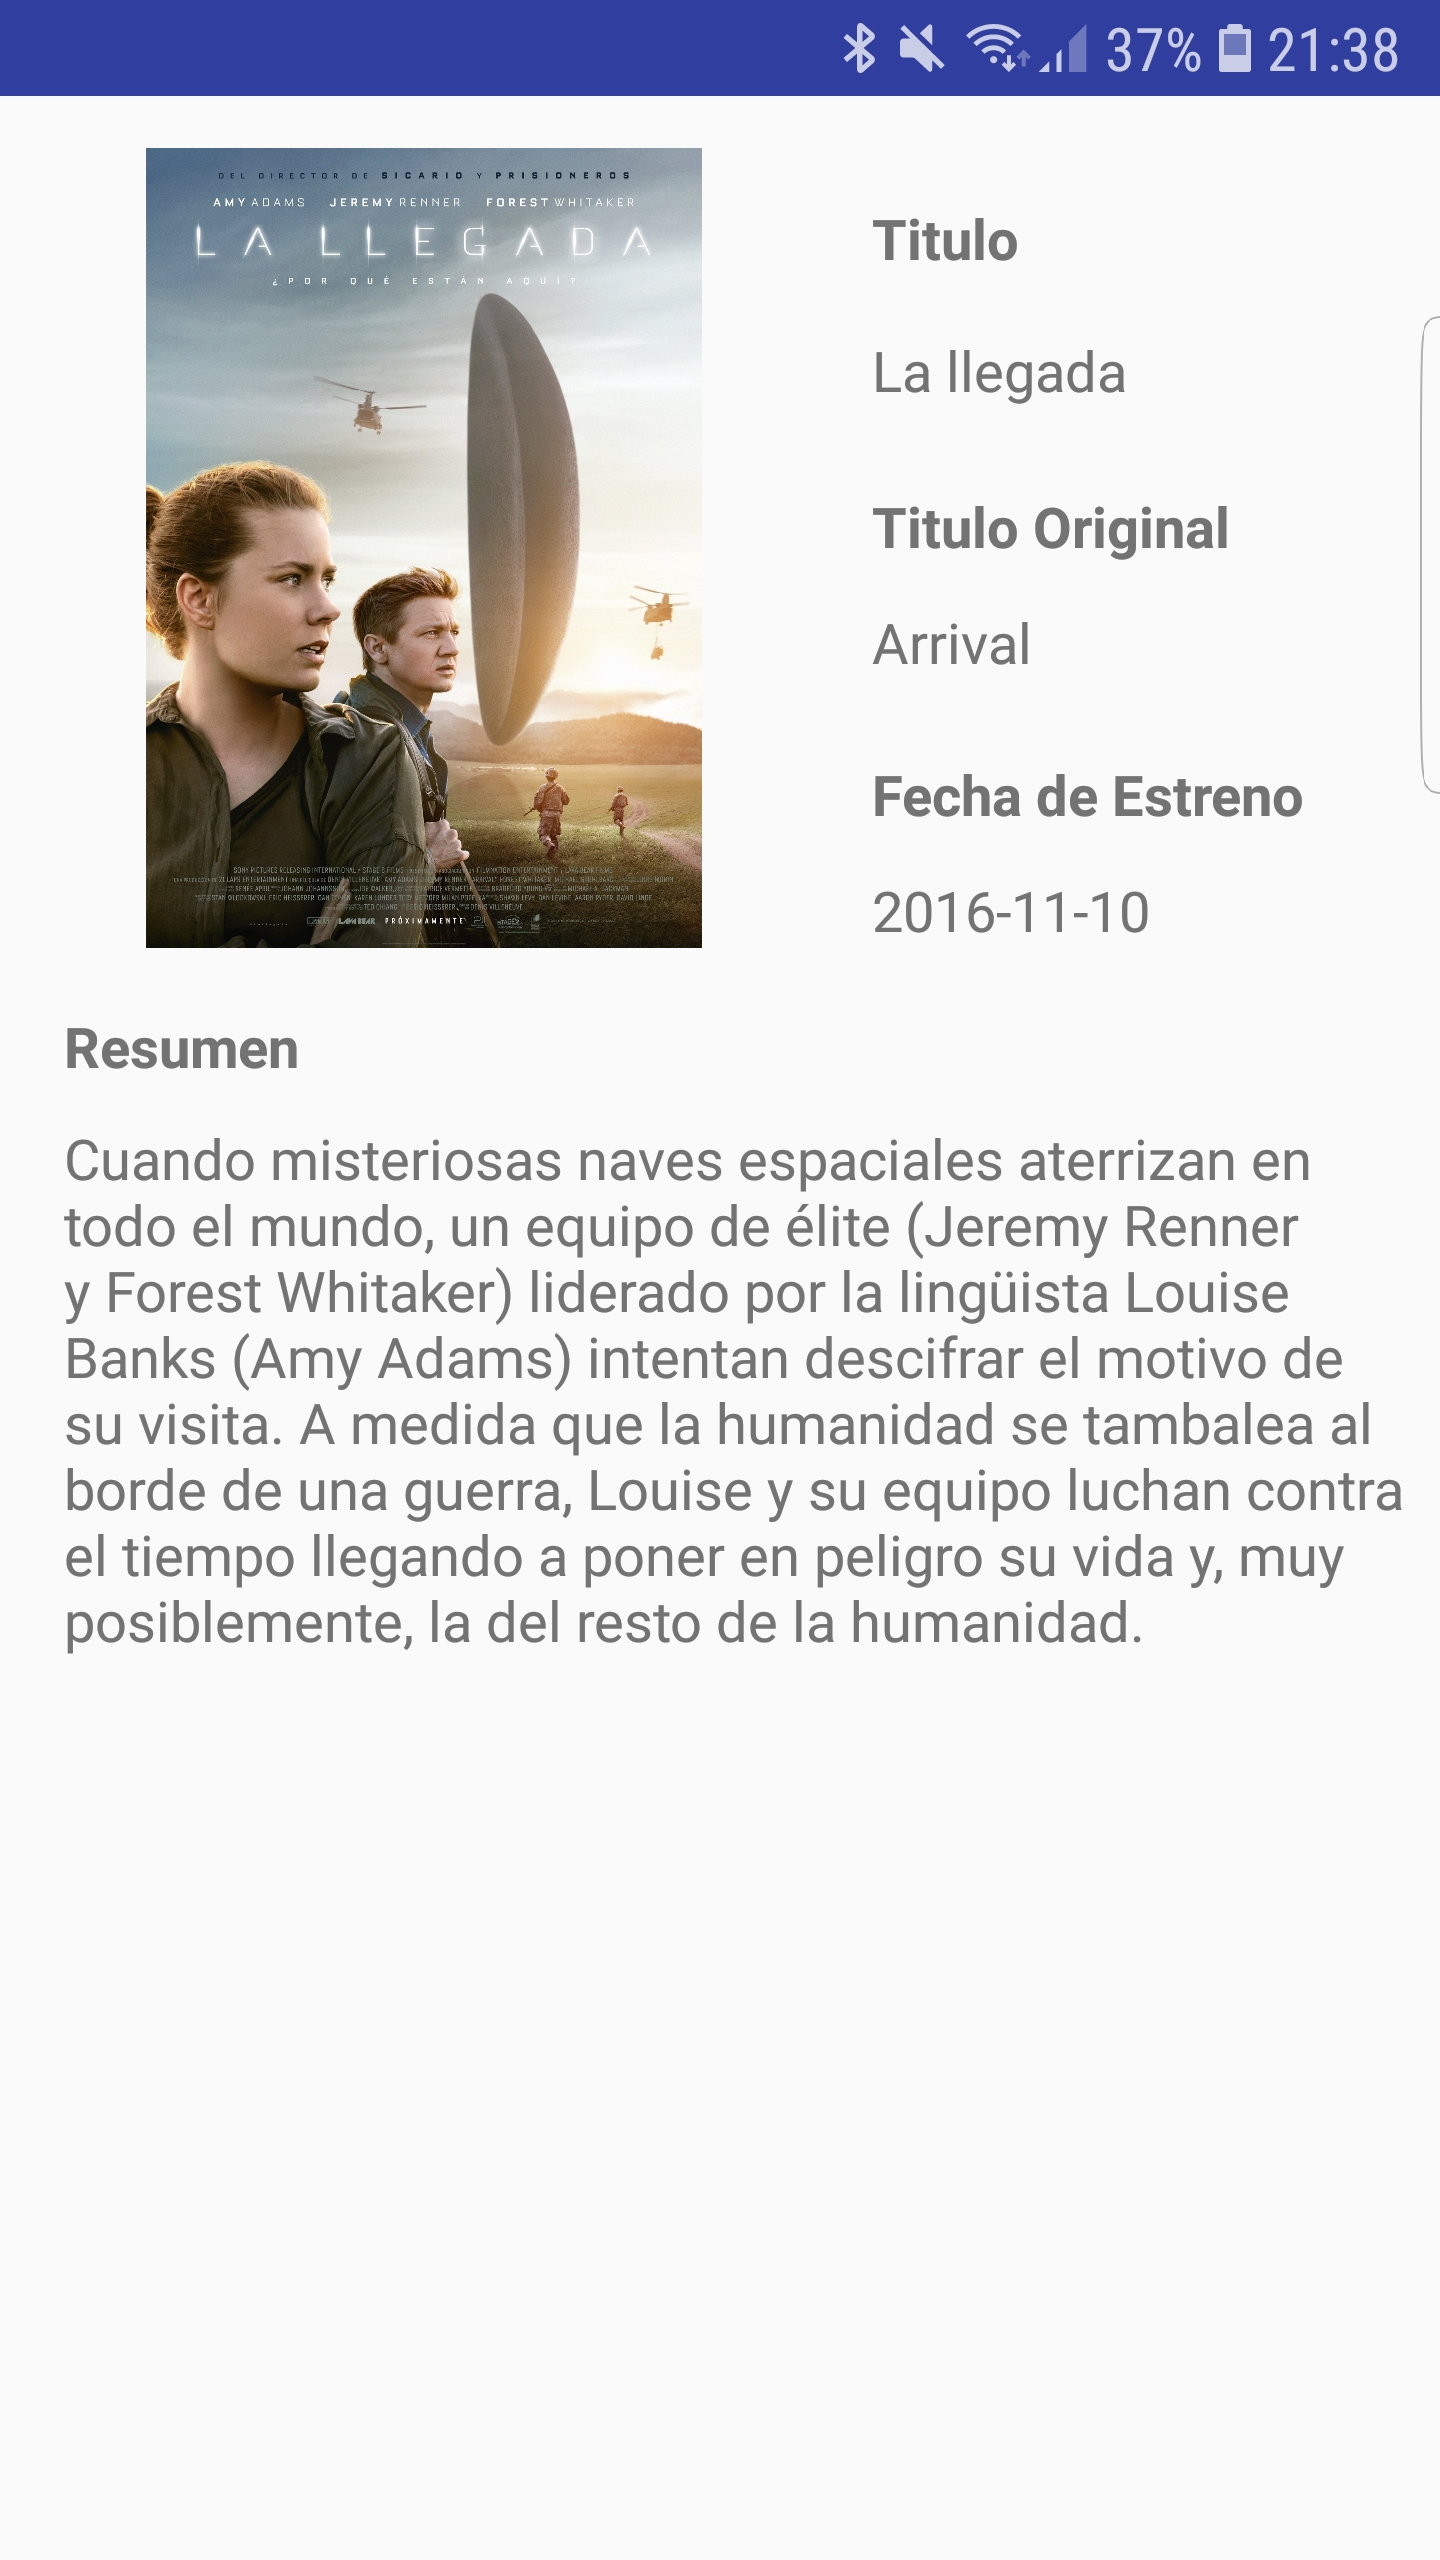 37% 21:38
DEL DIRECTOR DE SICARIO Y PRISIONEROS
AMY ADAMS JEREMY RENNER FOREST WHITAKER
LA LLEGADA
¿POR QUÉ ESTÁN AQUÍ?
PRÓXIMAMENTE
Titulo
La llegada
Titulo Original
Arrival
Fecha de Estreno
2016-11-10
Resumen
Cuando misteriosas naves espaciales aterrizan en
todo el mundo, un equipo de élite (Jeremy Renner
y Forest Whitaker) liderado por la lingüista Louise
Banks (Amy Adams) intentan descifrar el motivo de
su visita. A medida que la humanidad se tambalea al
borde de una guerra, Louise y su equipo luchan contra
el tiempo llegando a poner en peligro su vida y, muy
posiblemente, la del resto de la humanidad.